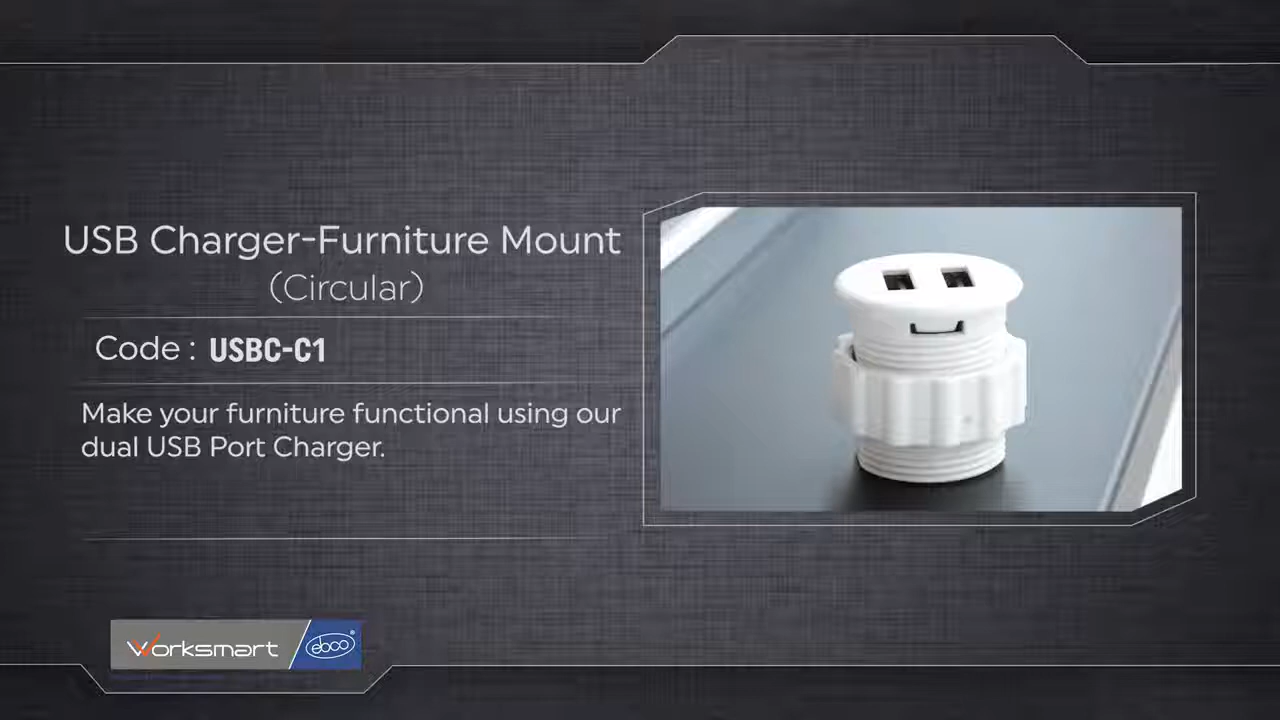 USB Charger-Furniture Mount
(Circular)
Code : USBC-C1
Make your furniture functional using our
dual USB Port Charger.
Worksmart ebco®